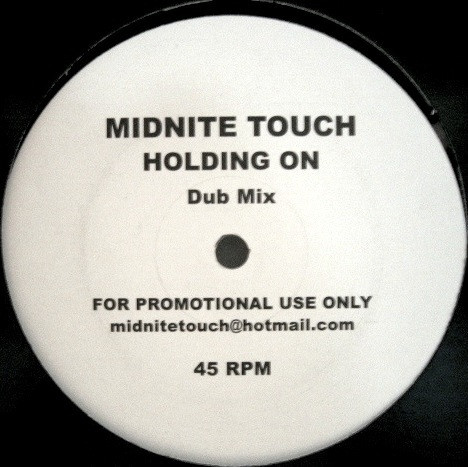 MIDNITE TOUCH
HOLDING ON
Dub Mix
FOR PROMOTIONAL USE ONLY
midnitetouch@hotmail.com
45 RPM